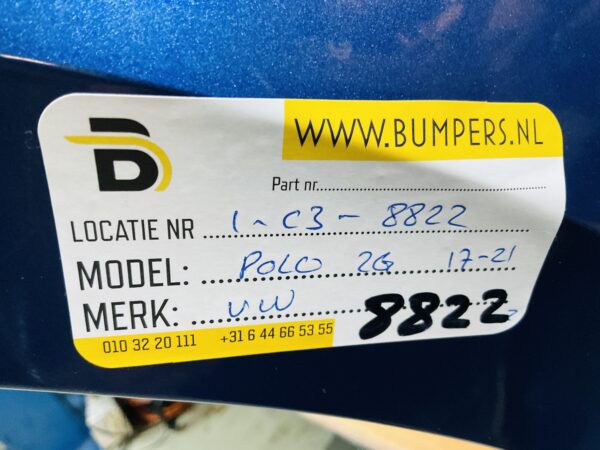 WWW.BUMPERS.NL
Part nr.
LOCATIE NR 1-C3-8822
MODEL: POLO 2G 17-21
MERK: VW 8822
010 32 20 111 +31 6 44 66 53 55